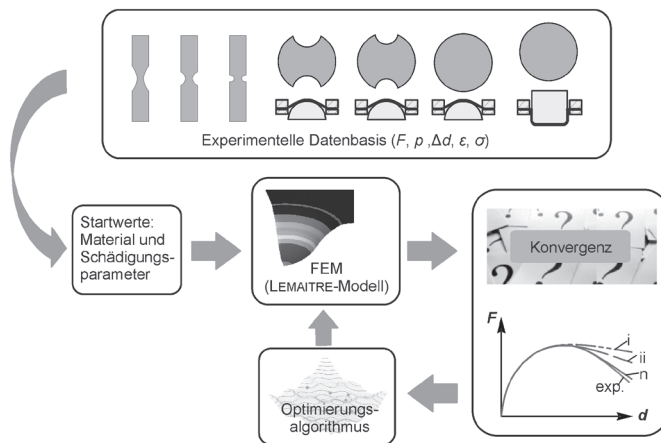 Experimentelle Datenbasis (F, p ,Δd, ε, σ)
Startwerte:
Material und
Schädigungs-
parameter
FEM
(LEMAITRE-Modell)
? ? ?
Konvergenz
? ?
F
i
ii
n
exp.
d
Optimierungs-
algorithmus